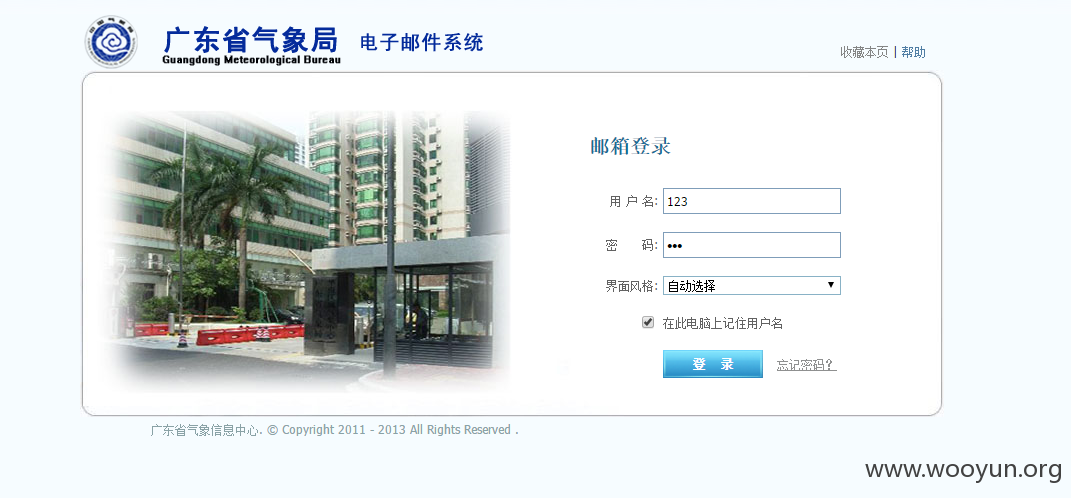 广东省气象局 电子邮件系统
Guangdong Meteorological Bureau
收藏本页 | 帮助
邮箱登录
用 户 名: 123
密 码: •••
界面风格: 自动选择
在此电脑上记住用户名
登 录 忘记密码?
广东省气象信息中心. © Copyright 2011 - 2013 All Rights Reserved .
www.wooyun.org